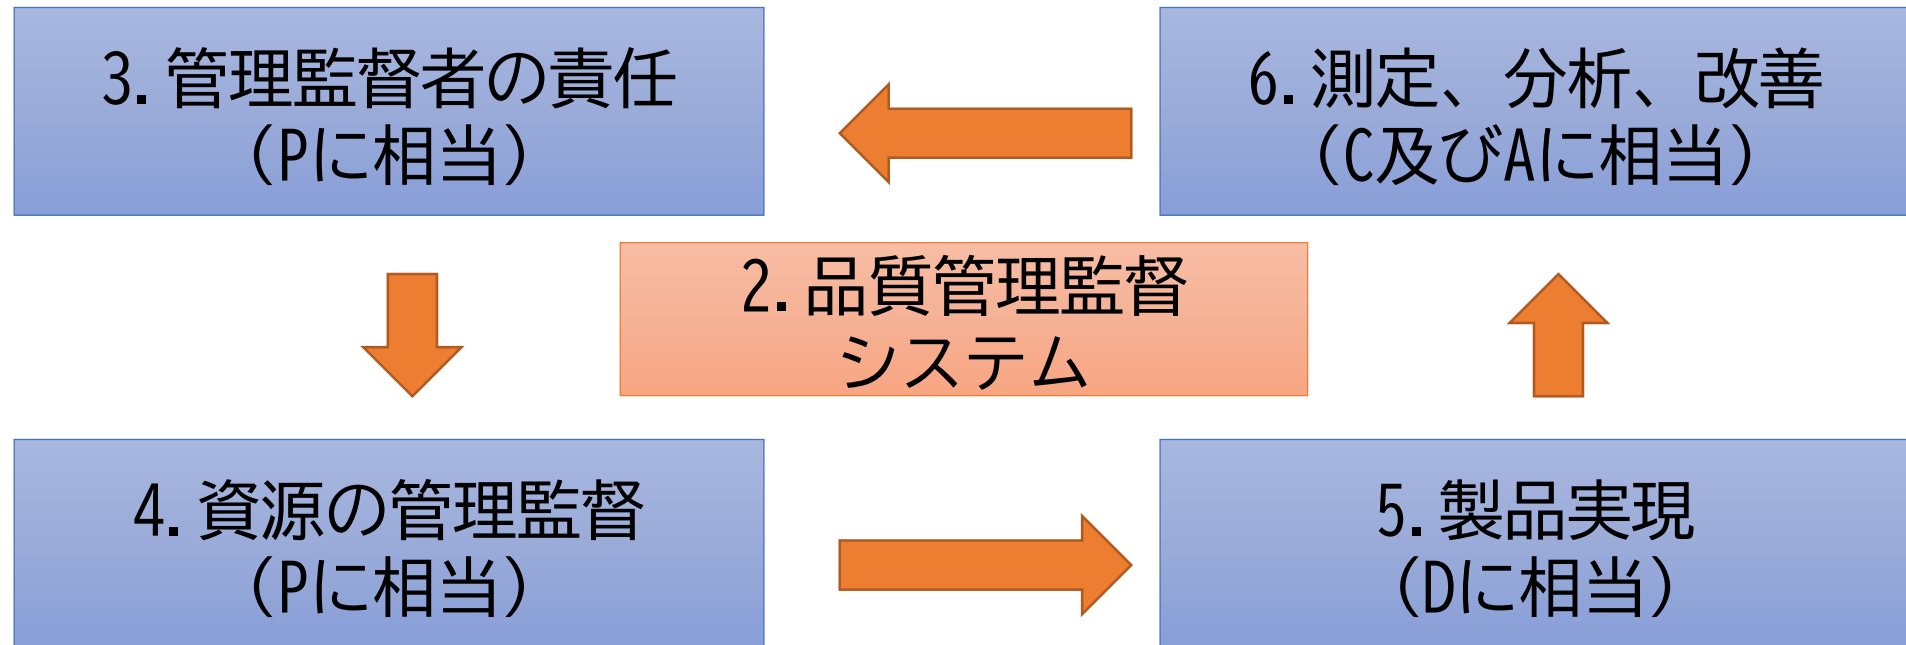 3.管理監督者の責任
（Pに相当）
6.測定、分析、改善
（C及びAに相当）
2.品質管理監督
システム
4.資源の管理監督
（Pに相当）
5.製品実現
（Dに相当）